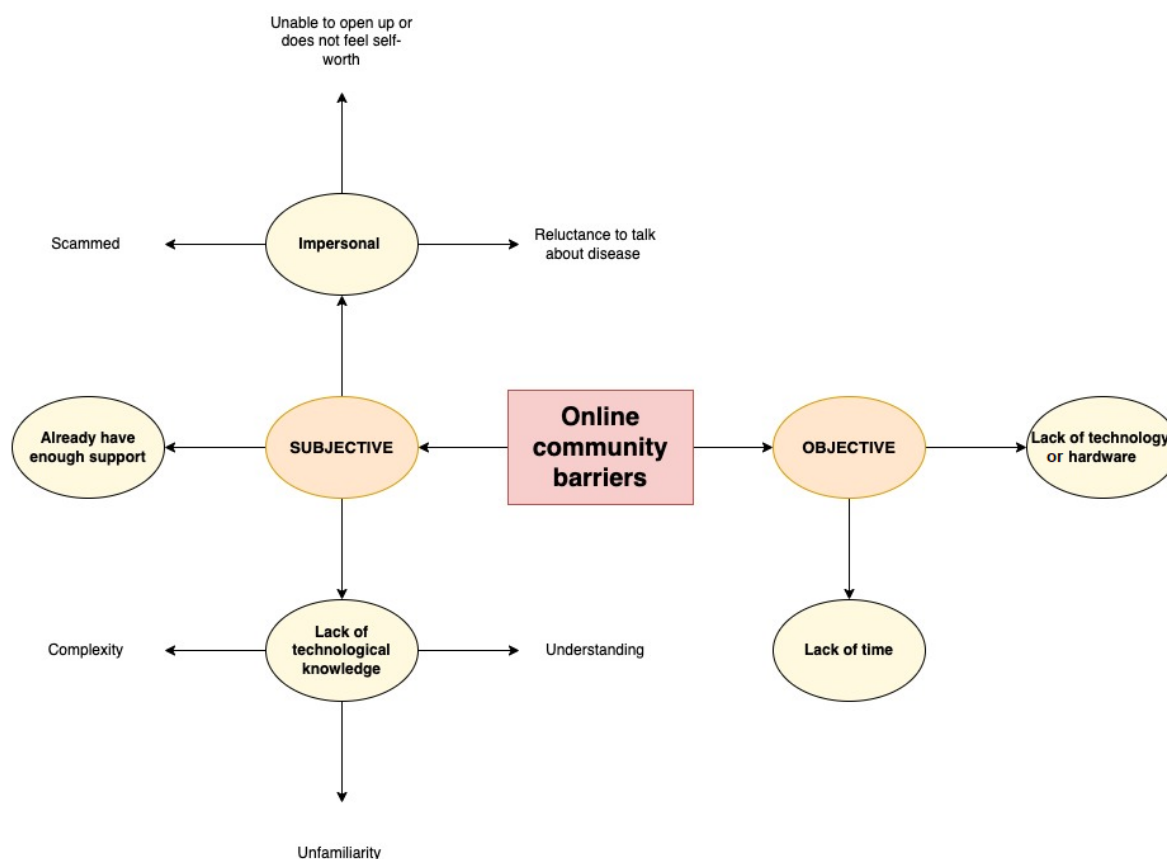 Unable to open up or
does not feel self-
worth
Scammed
Impersonal
Reluctance to talk
about disease
Already have
enough support
SUBJECTIVE
Online
community
barriers
OBJECTIVE
Lack of technology
or hardware
Complexity
Lack of
technological
knowledge
Understanding
Lack of time
Unfamiliarity